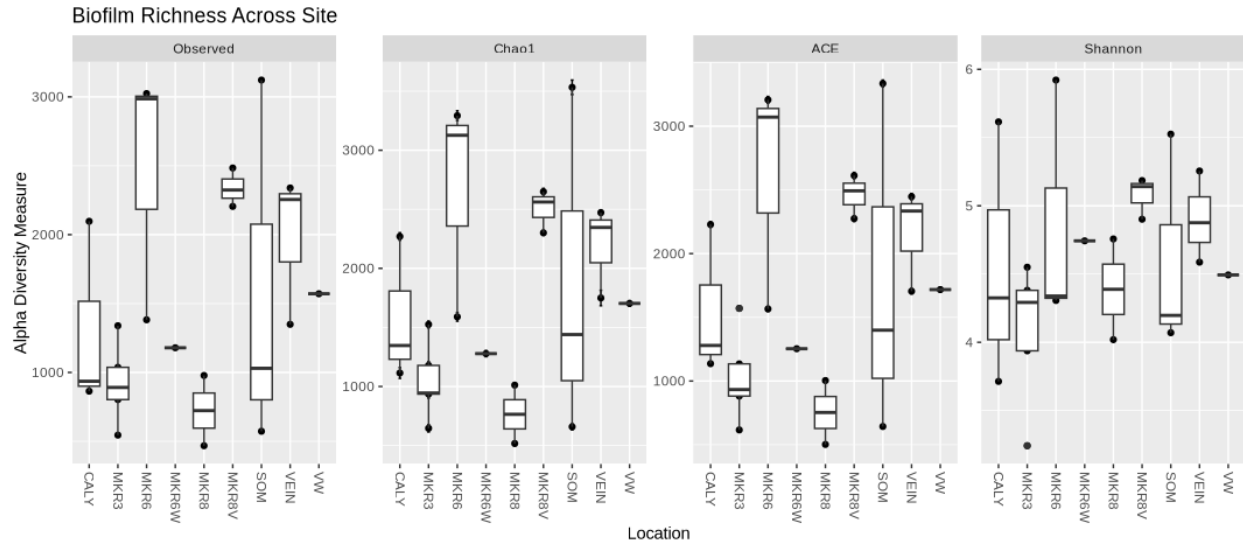 Biofilm Richness Across Site
Observed Chao1 ACE Shannon
Alpha Diversity Measure
3000
2000
1000
3000
2000
1000
3000
2000
1000
6
5
4
CALY MKR3 MKR6 MKR6W MKR8 MKR8V SOM VEIN VW
CALY MKR3 MKR6 MKR6W MKR8 MKR8V SOM VEIN VW
CALY MKR3 MKR6 MKR6W MKR8 MKR8V SOM VEIN VW
CALY MKR3 MKR6 MKR6W MKR8 MKR8V SOM VEIN VW
Location